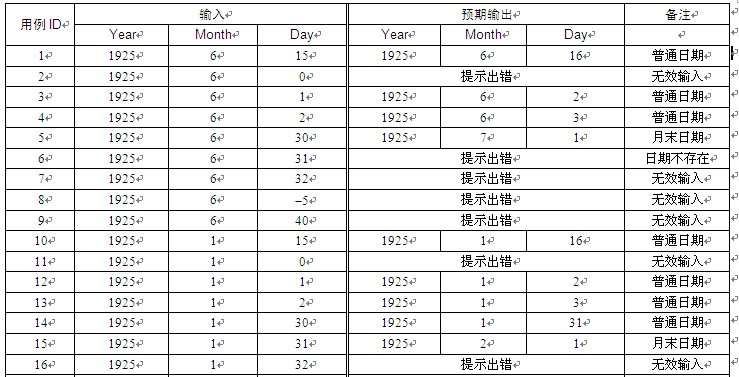 用例 ID 输入 预期输出 备注
Year Month Day Year Month Day
1 1925 6 15 1925 6 16 普通日期
2 1925 6 0 提示出错 无效输入
3 1925 6 1 1925 6 2 普通日期
4 1925 6 2 1925 6 3 普通日期
5 1925 6 30 1925 7 1 月末日期
6 1925 6 31 提示出错 日期不存在
7 1925 6 32 提示出错 无效输入
8 1925 6 –5 提示出错 无效输入
9 1925 6 40 提示出错 无效输入
10 1925 1 15 1925 1 16 普通日期
11 1925 1 0 提示出错 无效输入
12 1925 1 1 1925 1 2 普通日期
13 1925 1 2 1925 1 3 普通日期
14 1925 1 30 1925 1 31 普通日期
15 1925 1 31 1925 2 1 月末日期
16 1925 1 32 提示出错 无效输入